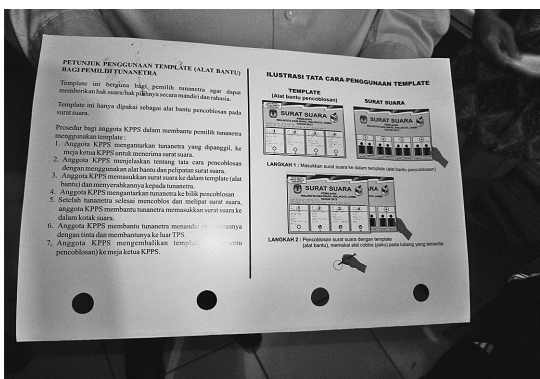 PETUNJUK PENGGUNAAN TEMPLATE (ALAT BANTU)
BAGI PEMILIH TUNANETRA
Template ini berguna bagi pemilih tunanetra agar dapat
memberikan hak suara/hak pilihnya secara mandiri dan rahasia.
Template ini hanya dipakai sebagai alat bantu pencoblosan pada
surat suara.
Prosedur bagi anggota KPPS dalam membantu pemilih tunanetra
menggunakan template :
1. Anggota KPPS mengantarkan tunanetra yang dipanggil, ke
meja ketua KPPS untuk menerima surat suara.
2. Anggota KPPS menjelaskan tentang tata cara pencoblosan
dengan menggunakan alat bantu dan pelipatan surat suara.
3. Anggota KPPS memasukkan surat suara ke dalam template (alat
bantu) dan menyerahkannya kepada tunanetra.
4. Anggota KPPS mengantarkan tunanetra ke bilik pencoblosan
5. Setelah tunanetra selesai mencoblos dan melipat surat suara,
anggota KPPS membantu tunanetra memasukkan surat suara ke
dalam kotak suara.
6. Anggota KPPS membantu tunanetra menandai
dengan tinta dan membantunya ke luar TPS.
7, Anggota KPPS mengembalikan template
pencoblosan) ke meja ketua KPPS.
ILUSTRASI TATA CARA PENGGUNAAN TEMPLATE
TEMPLATE
(Alat bantu pencoblosan)
SURAT SUARA
SURAT SUARA
SURAT SUARA
LANGKAH 1 : Masukkan surat suara ke dalam template (alat bantu pencoblosan)
SURAT SUARA
LANGKAH 2 : Pencoblosan surat suara dengan template
(alat bantu), memakai alat coblos (paku) pada lubang yang tersedia